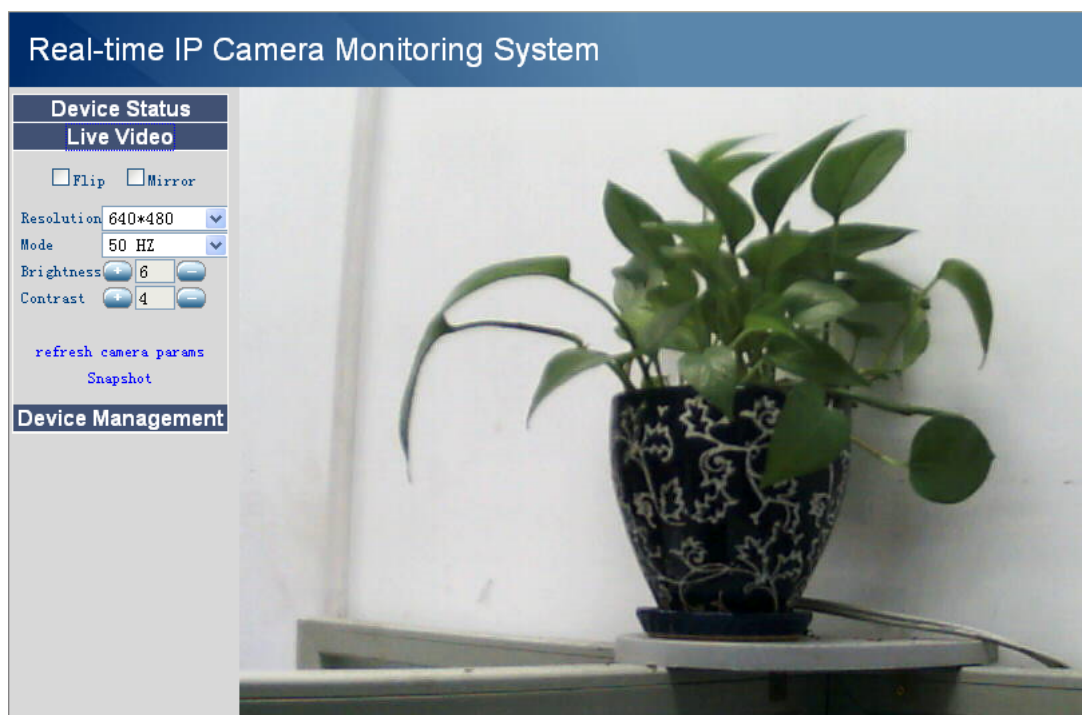 Real-time IP Camera Monitoring System
Device Status
Live Video
Flip Mirror
Resolution 640*480
Mode 50 HZ
Brightness + 6 -
Contrast + 4 -
refresh camera params
Snapshot
Device Management